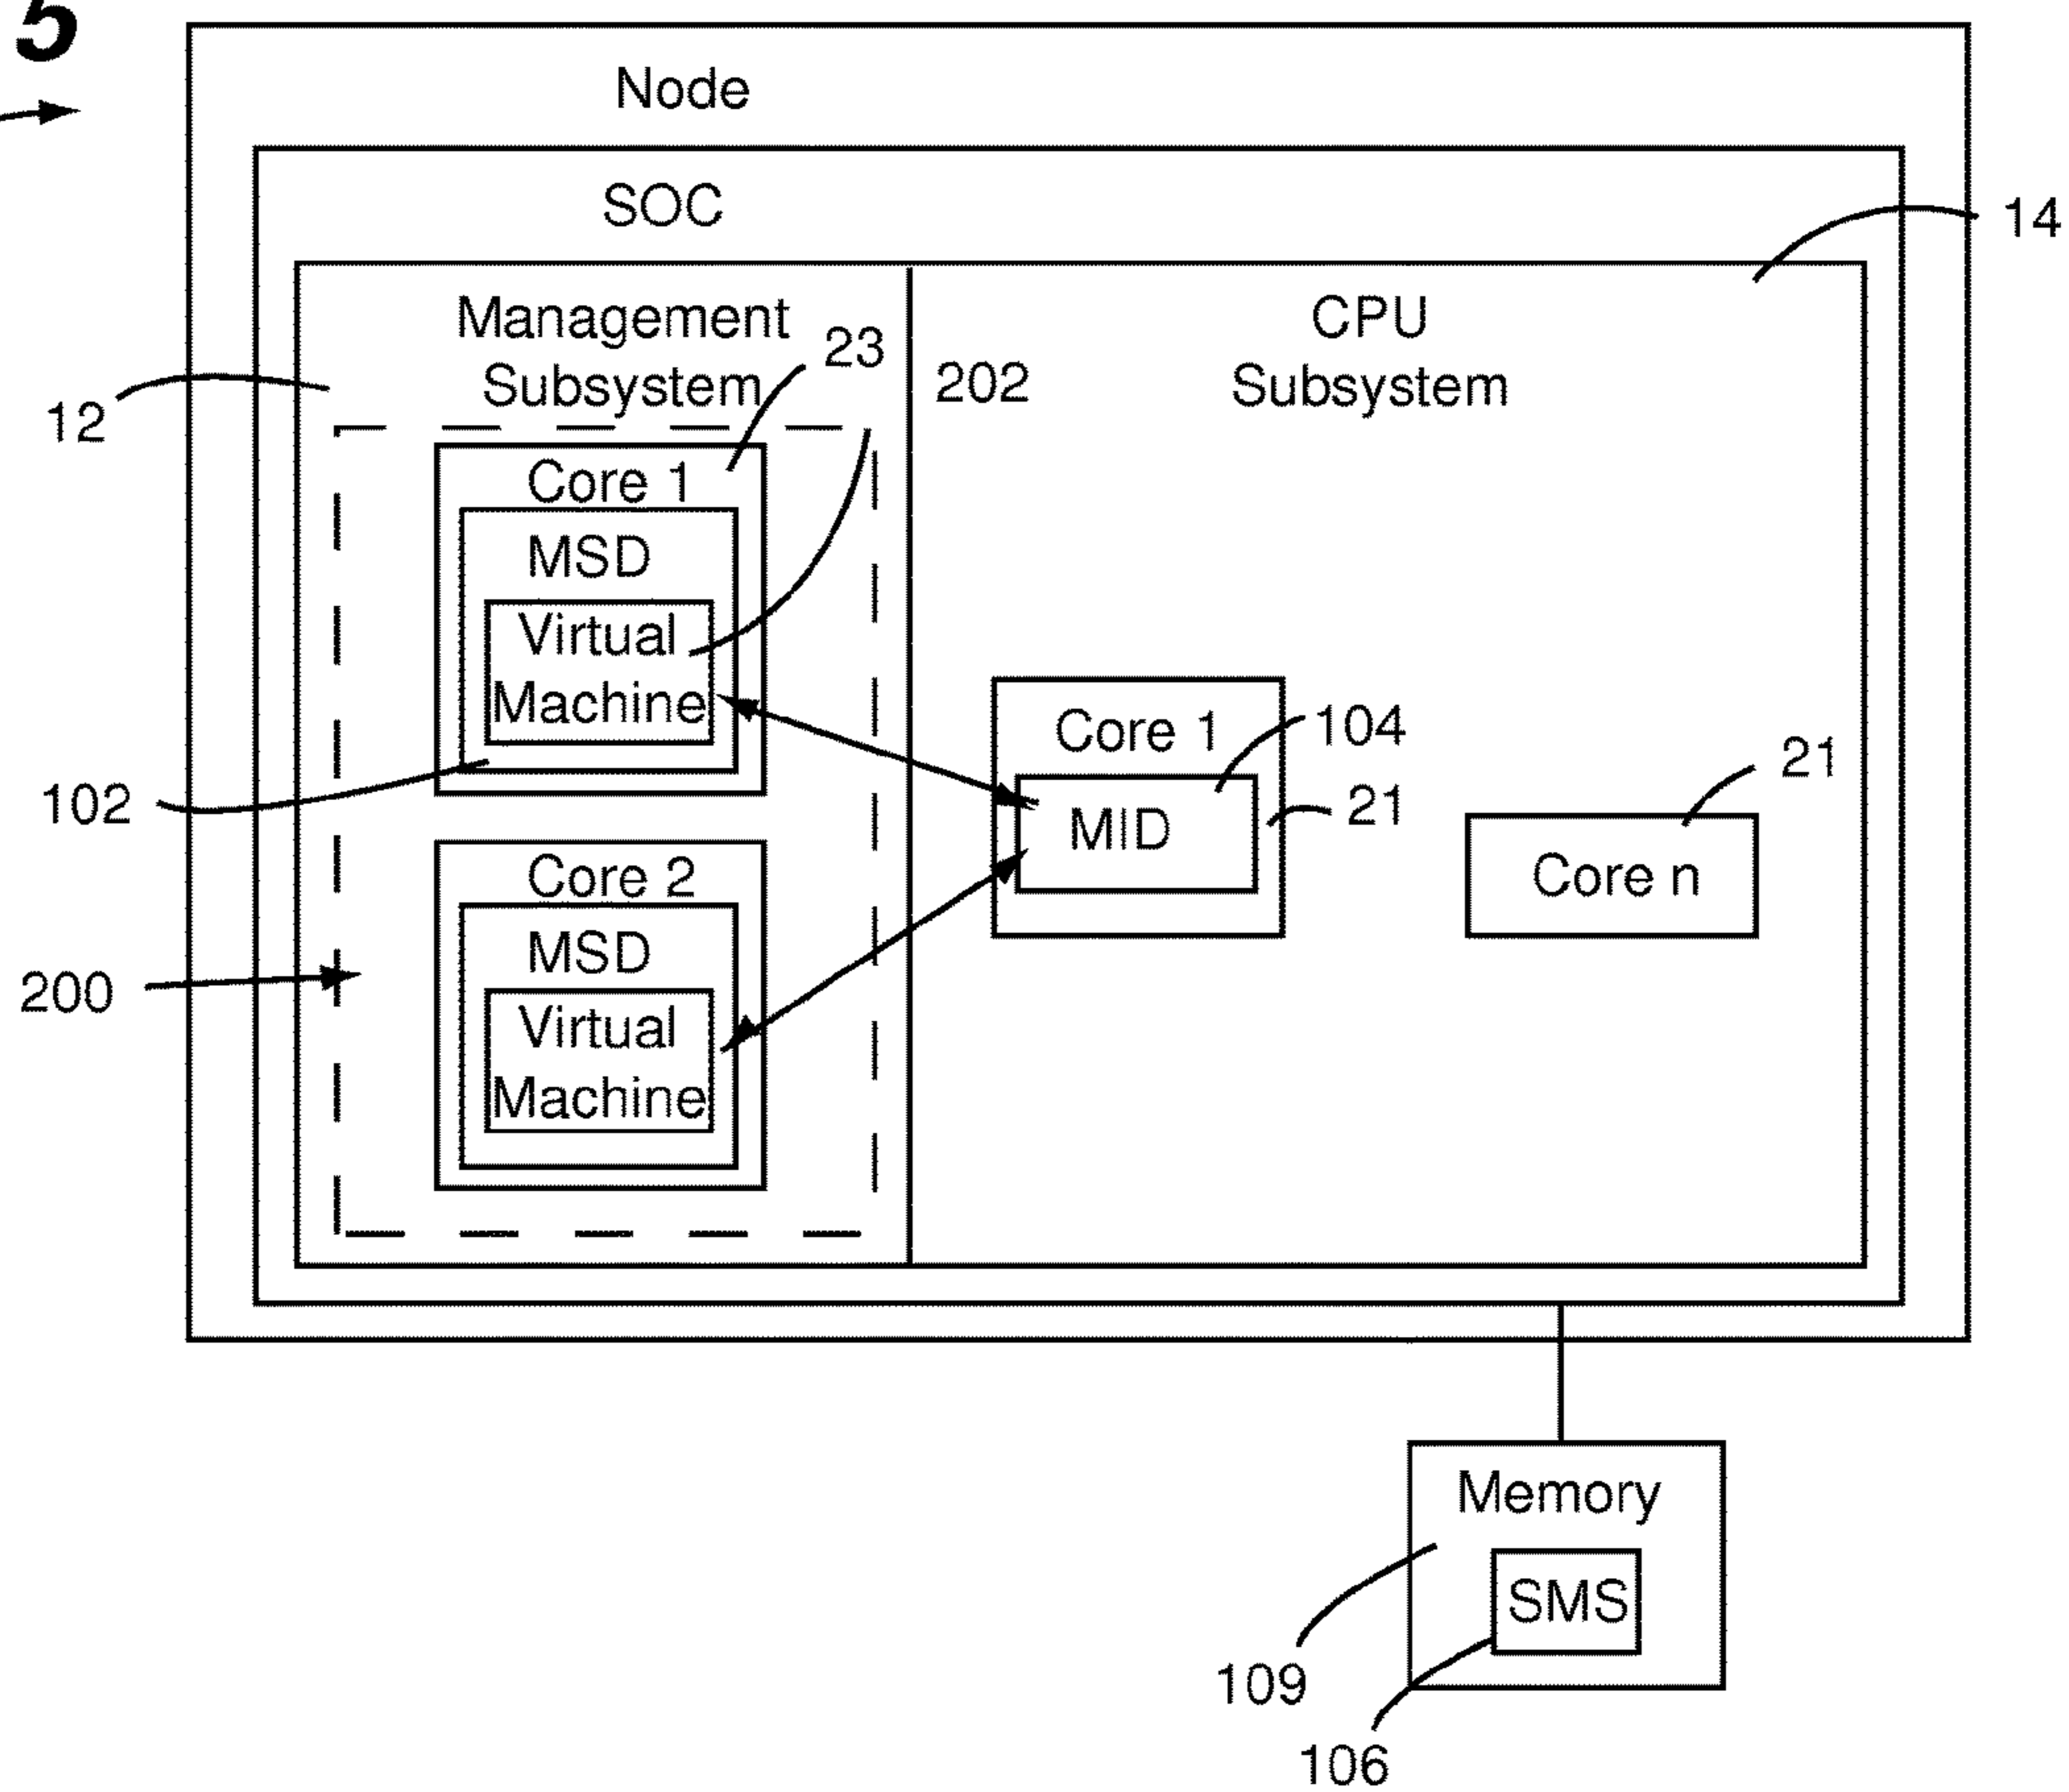 5
Node
SOC
14
Management
Subsystem
23
CPU
Subsystem
202
12
Core 1
MSD
Virtual
Machine
102
Core 1
104
MID
21
21
Core n
Core 2
MSD
Virtual
Machine
200
Memory
SMS
109
106